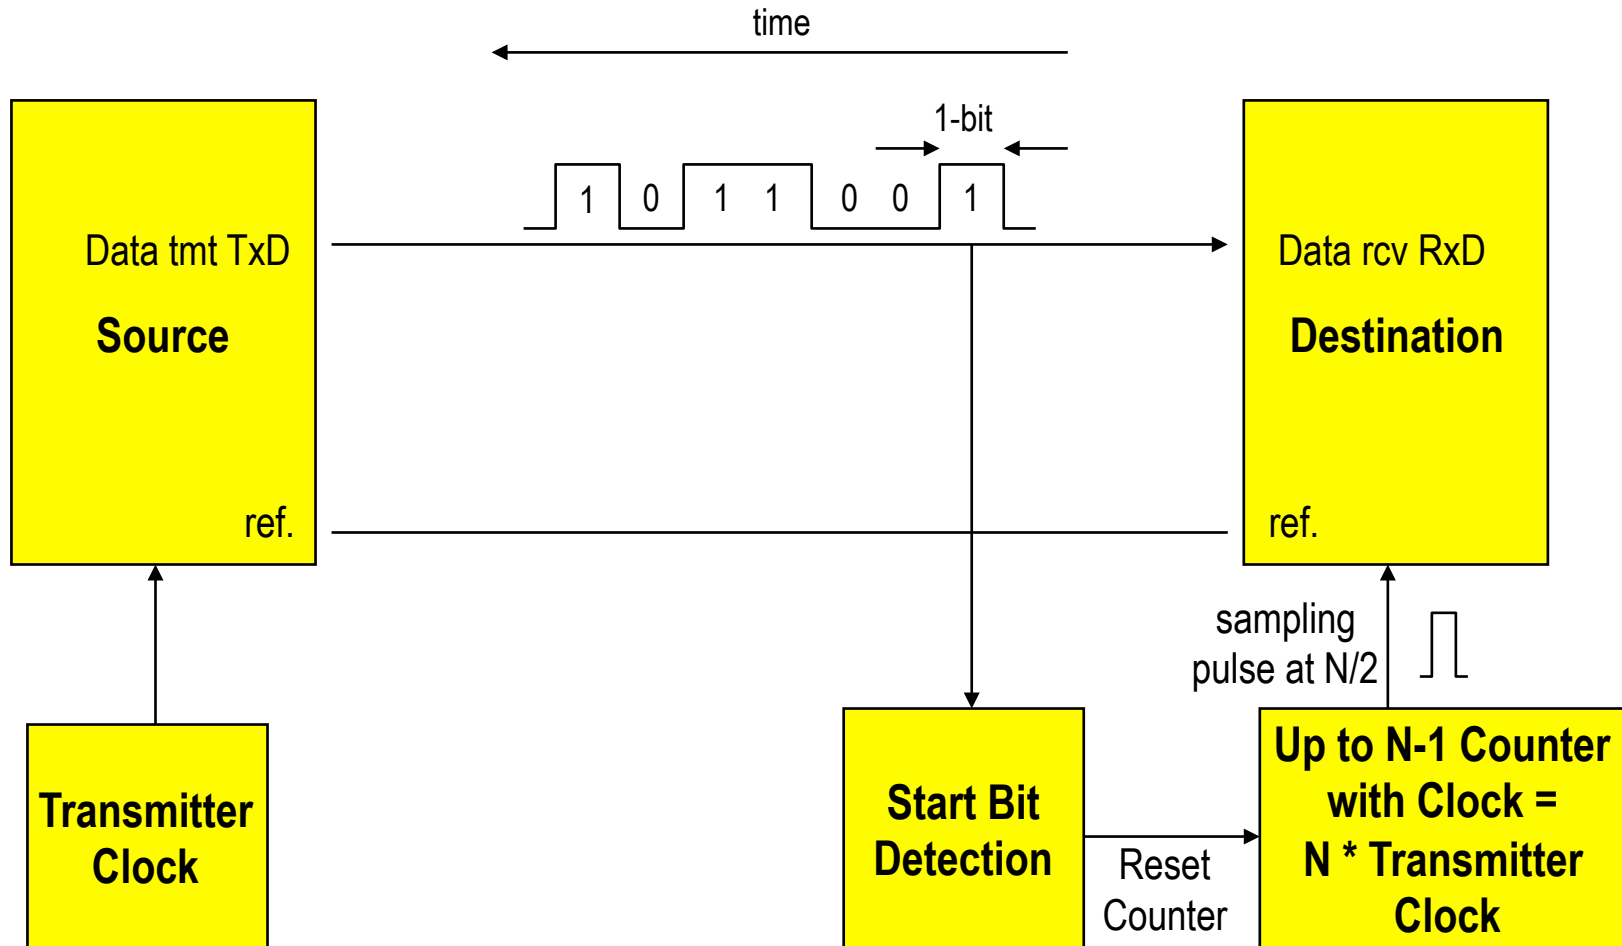 time
1-bit
1 0 1 1 0 0 1
Data tmt TxD
Source
ref.
Data rcv RxD
Destination
ref.
sampling
pulse at N/2
Transmitter
Clock
Start Bit
Detection
Reset
Counter
Up to N-1 Counter
with Clock =
N * Transmitter
Clock